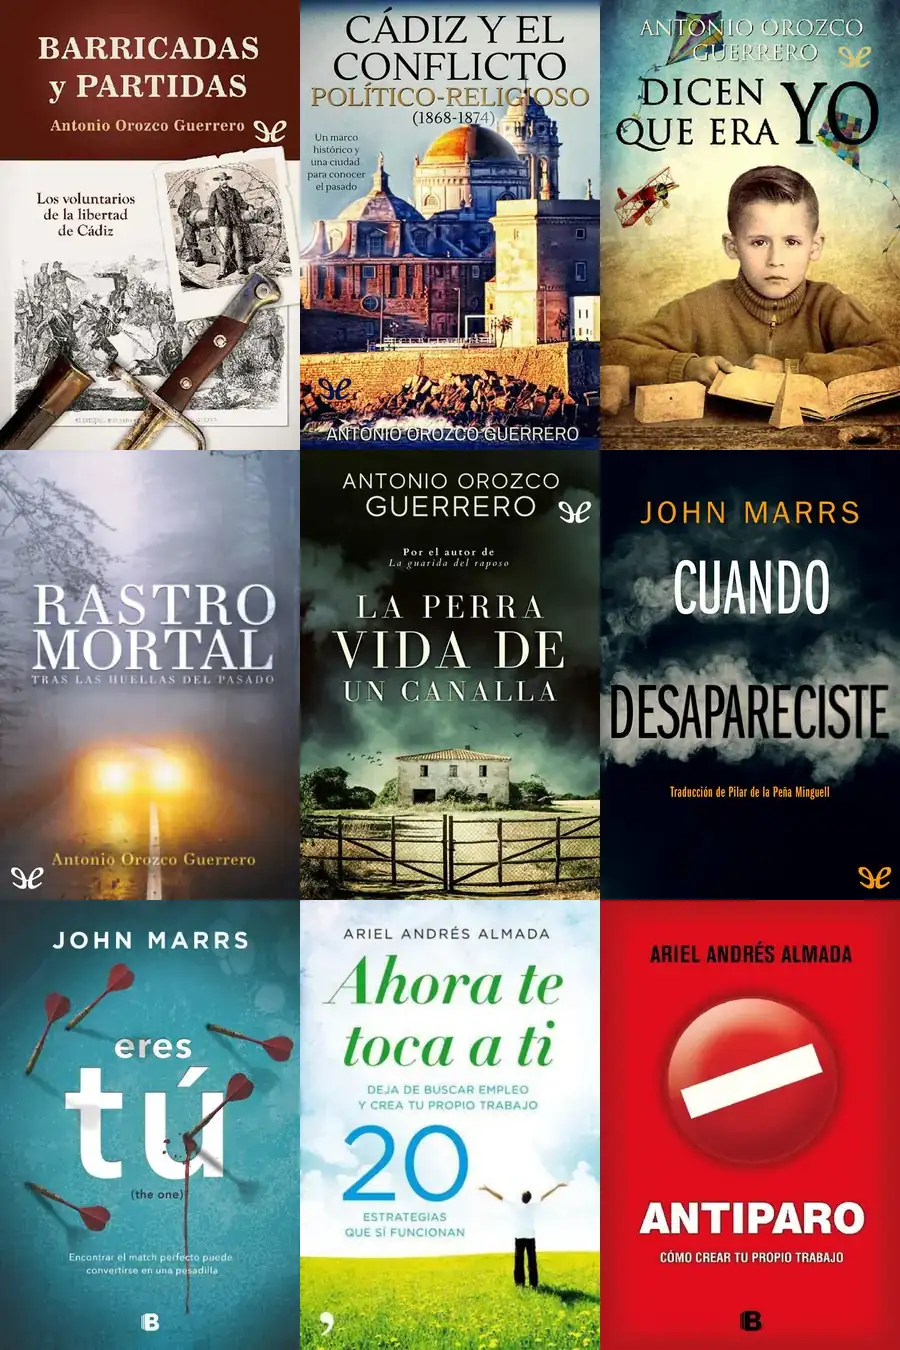 BARRICADAS
y PARTIDAS
Antonio Orozco Guerrero
Los voluntarios
de la libertad
de Cádiz
CÁDIZ Y EL
CONFLICTO
POLÍTICO-RELIGIOSO
(1868-1874)
Un marco
histórico y
una ciudad
para conocer
el pasado
ANTONIO OROZCO GUERRERO
ANTONIO OROZCO
GUERRERO
DICEN
QUE ERA YO
RASTRO
MORTAL
TRAS LAS HUELLAS DEL PASADO
Antonio Orozco Guerrero
ANTONIO OROZCO
GUERRERO
Por el autor de
La guarida del raposo
LA PERRA
VIDA DE
UN CANALLA
JOHN MARRS
CUANDO
DESAPARECISTE
Traducción de Pilar de la Peña Minguell
JOHN MARRS
eres
tú
(the one)
Encontrar el match perfecto puede
convertirse en una pesadilla
B
ARIEL ANDRÉS ALMADA
Ahora te
toca a ti
DEJA DE BUSCAR EMPLEO
Y CREA TU PROPIO TRABAJO
20
ESTRATEGIAS
QUE SÍ FUNCIONAN
ARIEL ANDRÉS ALMADA
ANTIPARO
CÓMO CREAR TU PROPIO TRABAJO
B